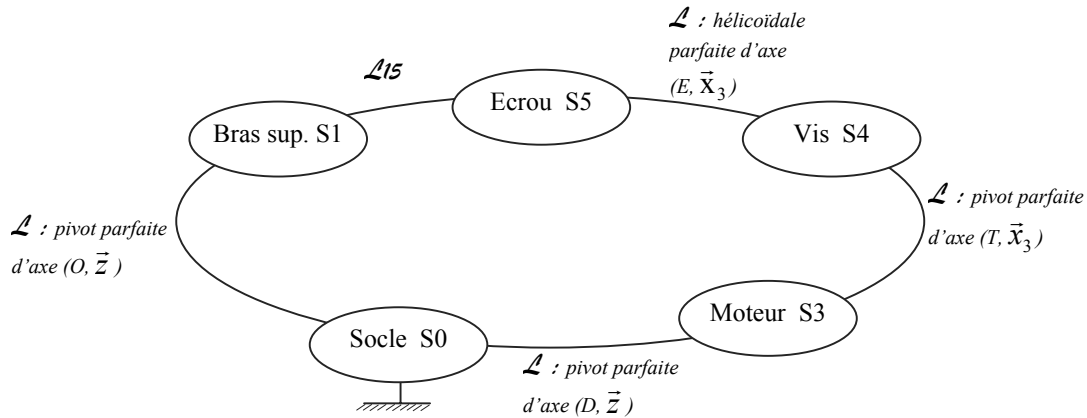 ℒ : hélicoïdale
parfaite d'axe
(E, x⃗₃ )
ℒ15
Ecrou S5
Bras sup. S1
Vis S4
ℒ : pivot parfaite
d'axe (O, z⃗ )
ℒ : pivot parfaite
d'axe (T, x⃗₃ )
Moteur S3
Socle S0
ℒ : pivot parfaite
d'axe (D, z⃗ )